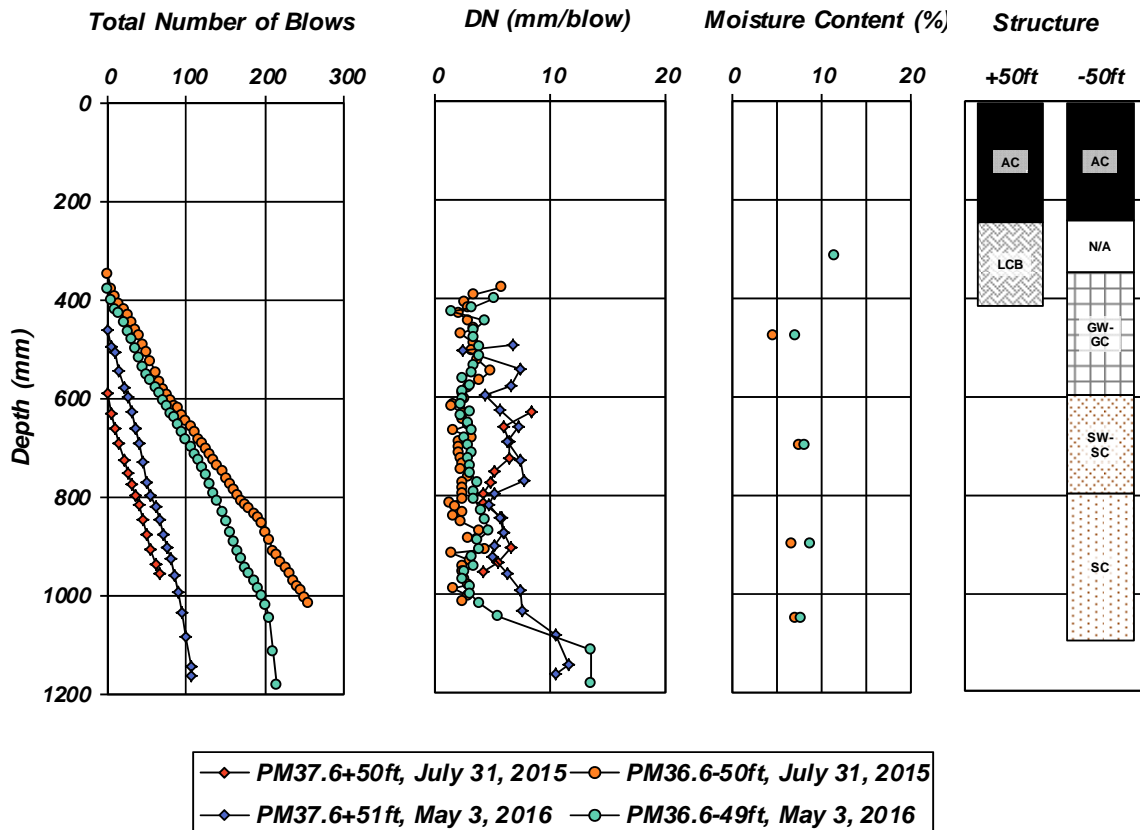 Total Number of Blows
DN (mm/blow)
Moisture Content (%)
Structure
+50ft
-50ft
0 100 200 300
0 10 20
0 10 20
0
200
400
600
800
1000
1200
Depth (mm)
AC
LCB
AC
N/A
GW-
GC
SW-
SC
SC
PM37.6+50ft, July 31, 2015
PM36.6-50ft, July 31, 2015
PM37.6+51ft, May 3, 2016
PM36.6-49ft, May 3, 2016